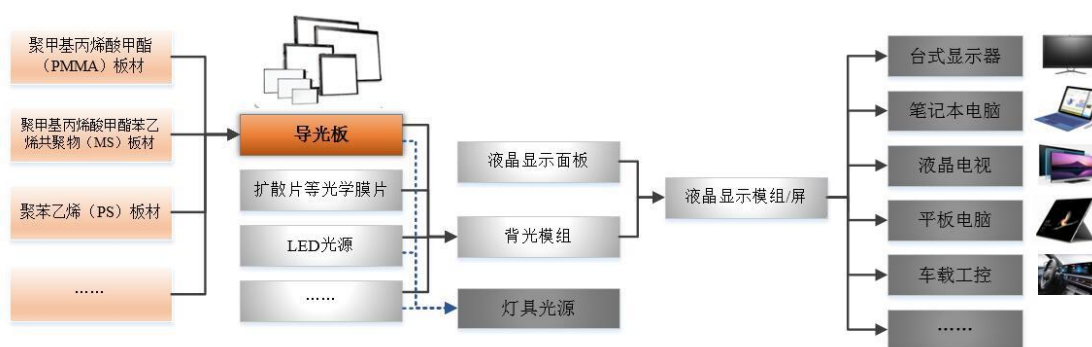 聚甲基丙烯酸甲酯
（PMMA）板材
聚甲基丙烯酸甲酯苯乙
烯共聚物（MS）板材
聚苯乙烯（PS）板材
……
导光板
扩散片等光学膜片
LED光源
……
液晶显示面板
背光模组
灯具光源
液晶显示模组/屏
台式显示器
笔记本电脑
液晶电视
平板电脑
车载工控
……